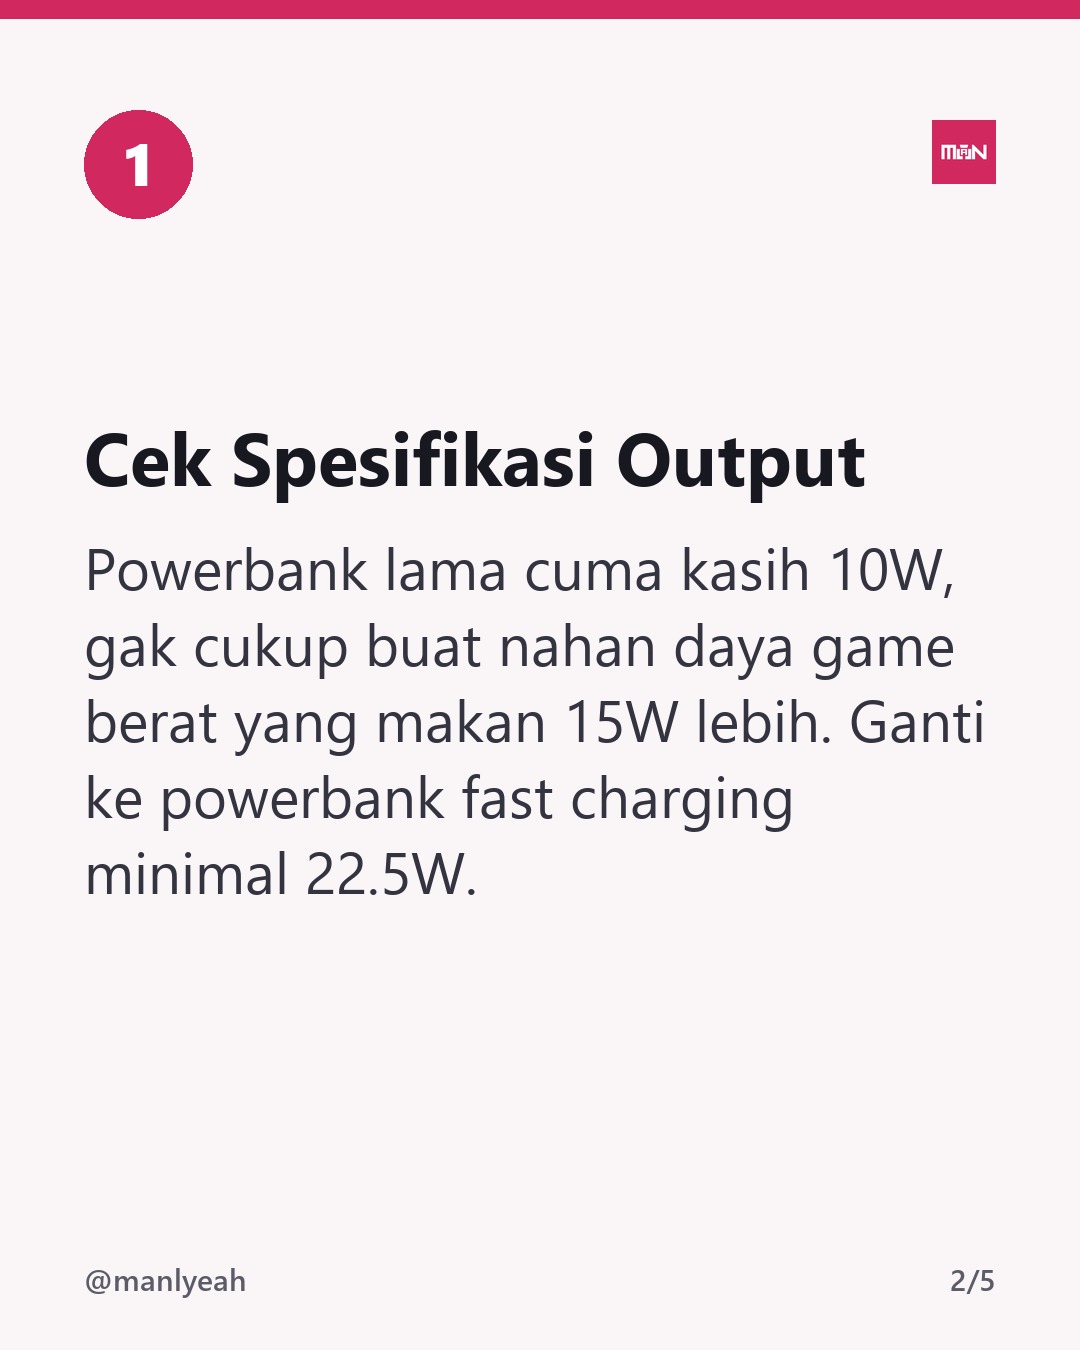 1
Cek Spesifikasi Output
Powerbank lama cuma kasih 10W,
gak cukup buat nahan daya game
berat yang makan 15W lebih. Ganti
ke powerbank fast charging
minimal 22.5W.
@manlyeah
2/5